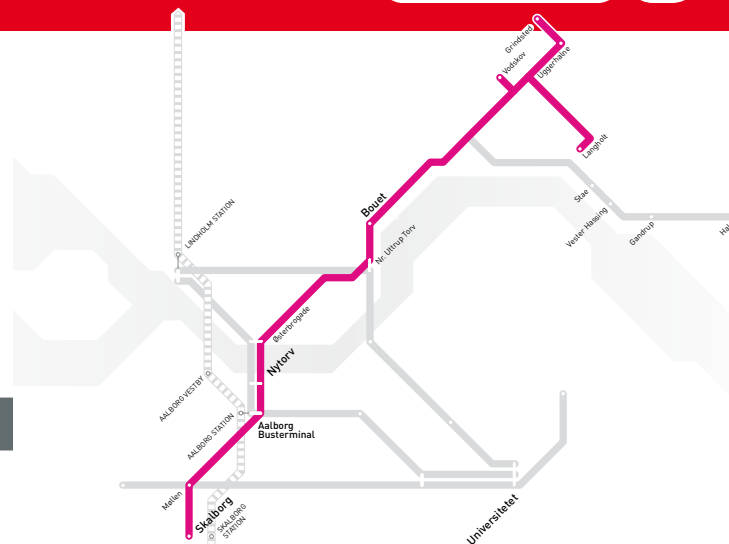 Grindsted
Vodskov
Uggerhalne
Langholt
Stae
Vester Hassing
Gandrup
LINDHOLM STATION
Bouet
Nr. Uttrup Torv
Østerbrogade
Nytorv
AALBORG VESTBY
AALBORG STATION
Aalborg
Busterminal
Møllen
Skalborg
SKALBORG
STATION
Universitetet